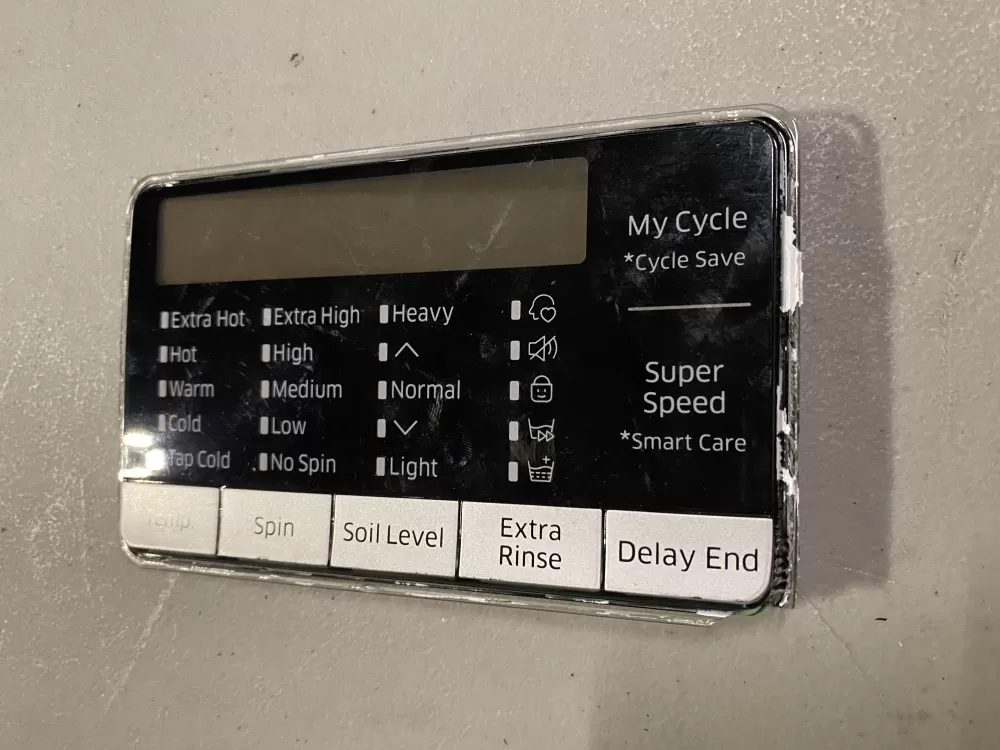 My Cycle
*Cycle Save
Extra Hot Extra High Heavy
Hot High
Warm Medium Normal
Cold Low
Tap Cold No Spin Light
Super
Speed
*Smart Care
Temp. Spin Soil Level Extra
Rinse Delay End